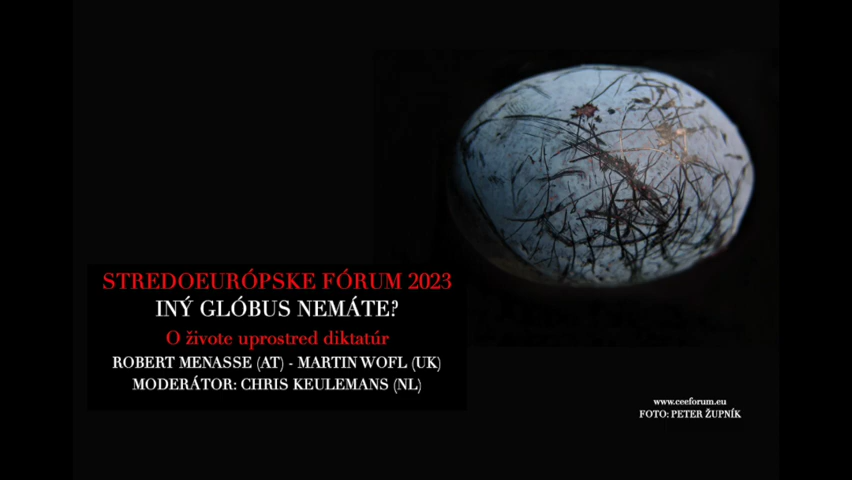 STREDOEURÓPSKE FÓRUM 2023
INÝ GLÓBUS NEMÁTE?
O živote uprostred diktatúr
ROBERT MENASSE (AT) - MARTIN WOFL (UK)
MODERÁTOR: CHRIS KEULEMANS (NL)
www.ceeforum.eu
FOTO: PETER ŽUPNÍK